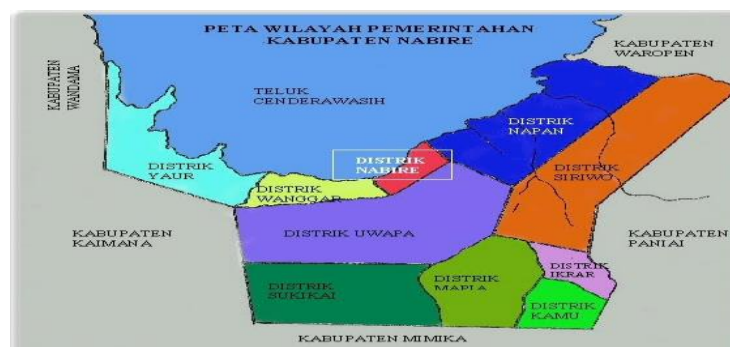 PETA WILAYAH PEMERINTAHAN
KABUPATEN NABIRE
KABUPATEN
WAROPEN
KABUPATEN
WANDAMA
TELUK
CENDERAWASIH
DISTRIK
NAPAN
DISTRIK
NABIRE
DISTRIK
YAUR
DISTRIK
SIRIWO
DISTRIK
WANGGAR
KABUPATEN
KAIMANA
DISTRIK UWAPA
KABUPATEN
PANIAI
DISTRIK
IKRAR
DISTRIK
MAPIA
DISTRIK
SUKIKAI
DISTRIK
KAMU
KABUPATEN MIMIKA